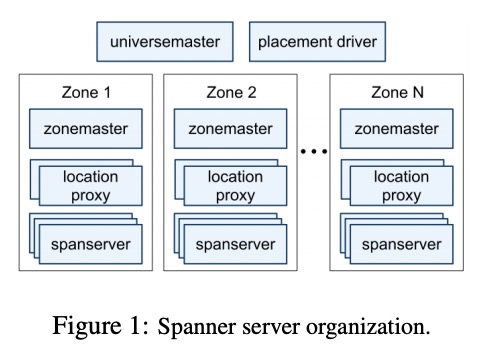 universemaster placement driver
Zone 1 Zone 2 Zone N
zonemaster zonemaster zonemaster
location location location
proxy proxy proxy
spanserver spanserver spanserver
...
Figure 1: Spanner server organization.